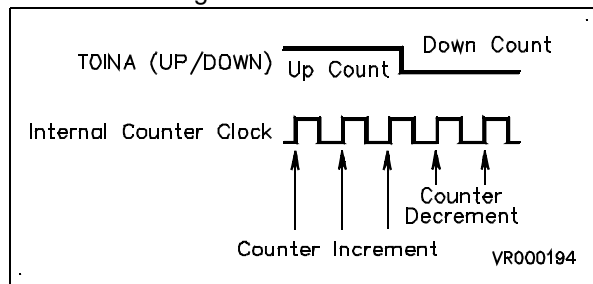 Down Count
TOINA (UP/DOWN)
Up Count
Internal Counter Clock
Counter
Decrement
Counter Increment
VR000194